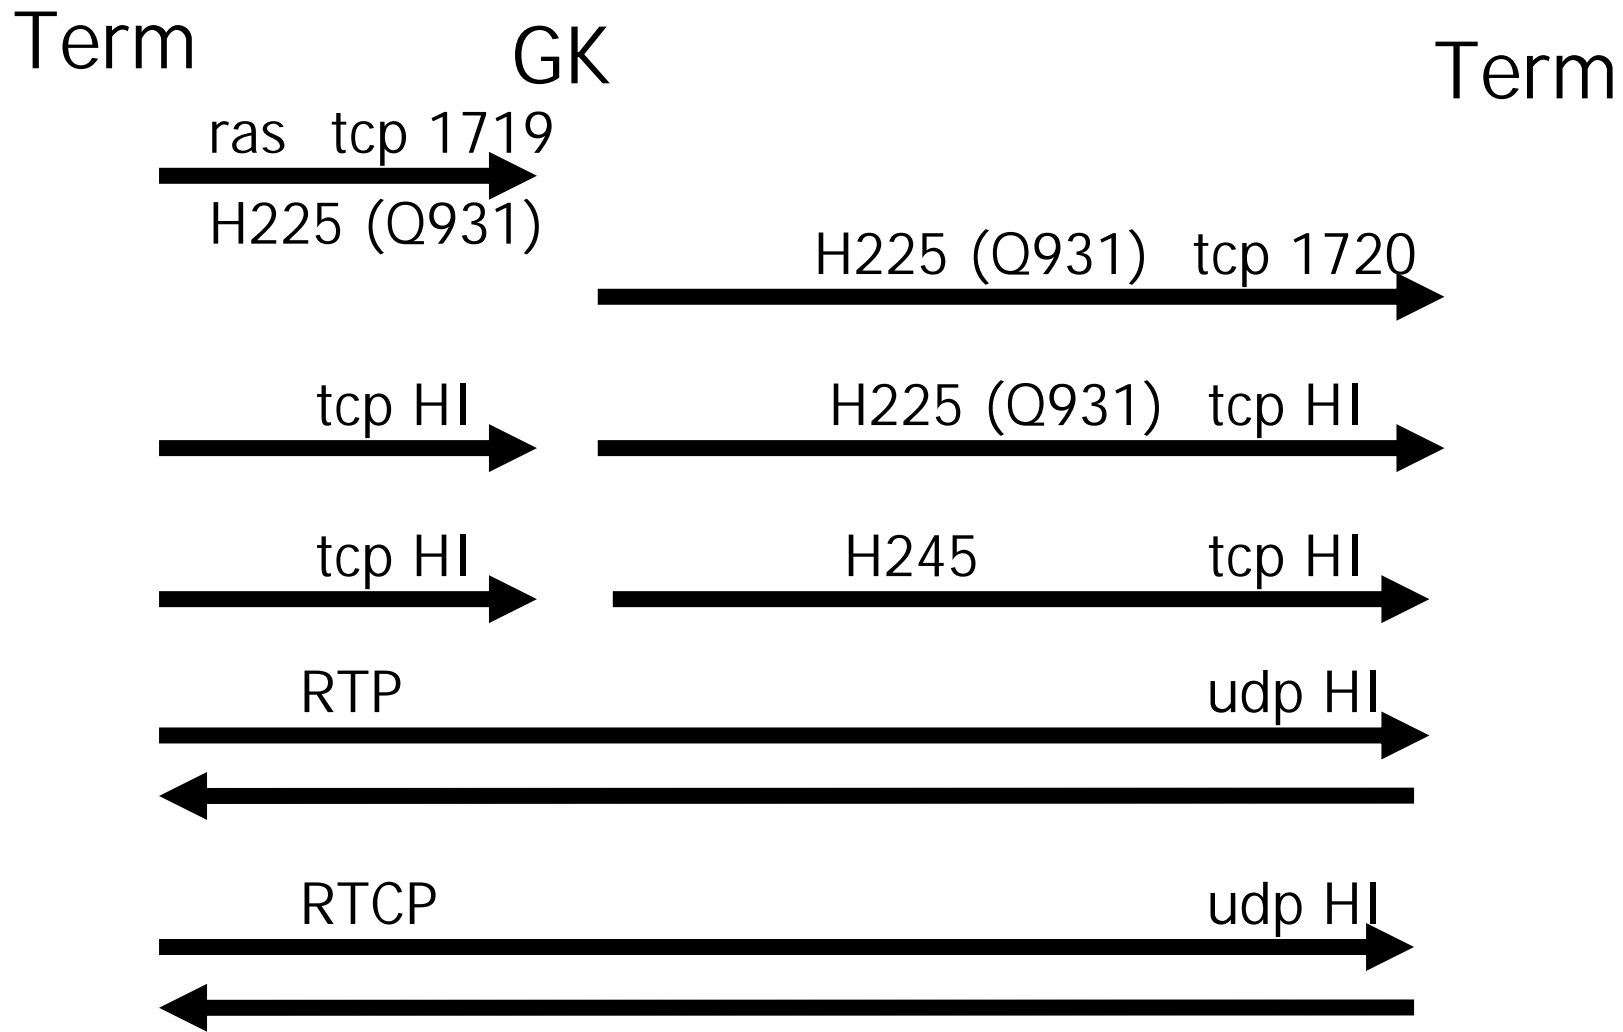 Term GK Term
ras tcp 1719
H225 (Q931)
H225 (Q931) tcp 1720
tcp HI H225 (Q931) tcp HI
tcp HI H245 tcp HI
RTP udp HI
RTCP udp HI